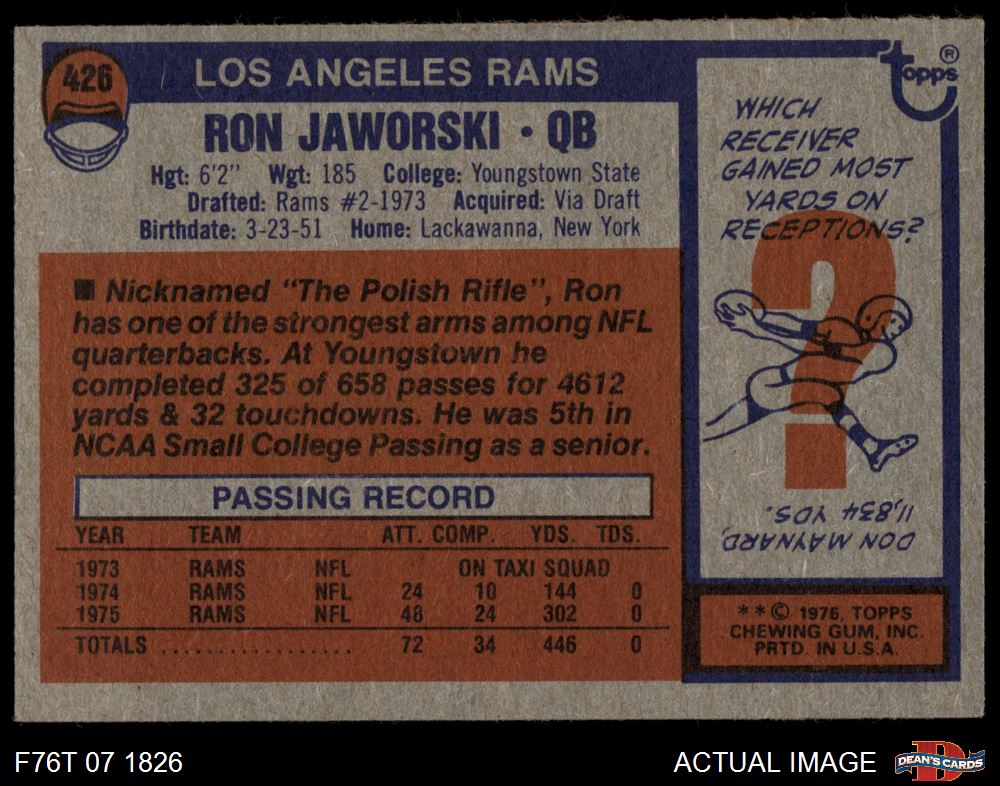 426
LOS ANGELES RAMS
RON JAWORSKI • QB
Hgt: 6'2" Wgt: 185 College: Youngstown State
Drafted: Rams #2-1973 Acquired: Via Draft
Birthdate: 3-23-51 Home: Lackawanna, New York
■ Nicknamed "The Polish Rifle", Ron
has one of the strongest arms among NFL
quarterbacks. At Youngstown he
completed 325 of 658 passes for 4612
yards & 32 touchdowns. He was 5th in
NCAA Small College Passing as a senior.
PASSING RECORD
YEAR TEAM ATT. COMP. YDS. TDS.
1973 RAMS NFL ON TAXI SQUAD
1974 RAMS NFL 24 10 144 0
1975 RAMS NFL 48 24 302 0
TOTALS ................. 72 34 446 0
Topps ®
WHICH
RECEIVER
GAINED MOST
YARDS ON
RECEPTIONS?
?
DON MAYNARD,
11,834 YDS.
* * © 1976, TOPPS
CHEWING GUM, INC.
PRTD. IN U.S.A.
F76T 07 1826
ACTUAL IMAGE
D
DEAN'S CARDS